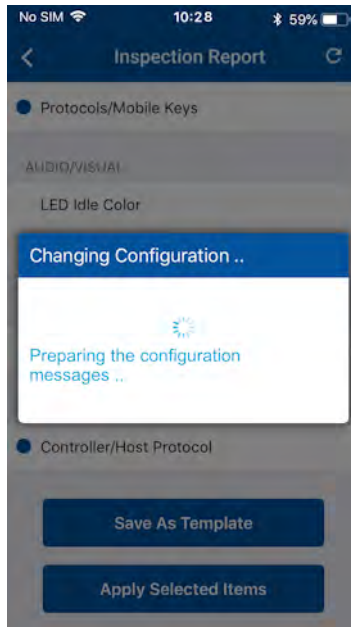 No SIM 10:28 59%
Inspection Report
Protocols/Mobile Keys
AUDIO/VISUAL
LED Idle Color
Changing Configuration ..
Preparing the configuration
messages ..
Controller/Host Protocol
Save As Template
Apply Selected Items